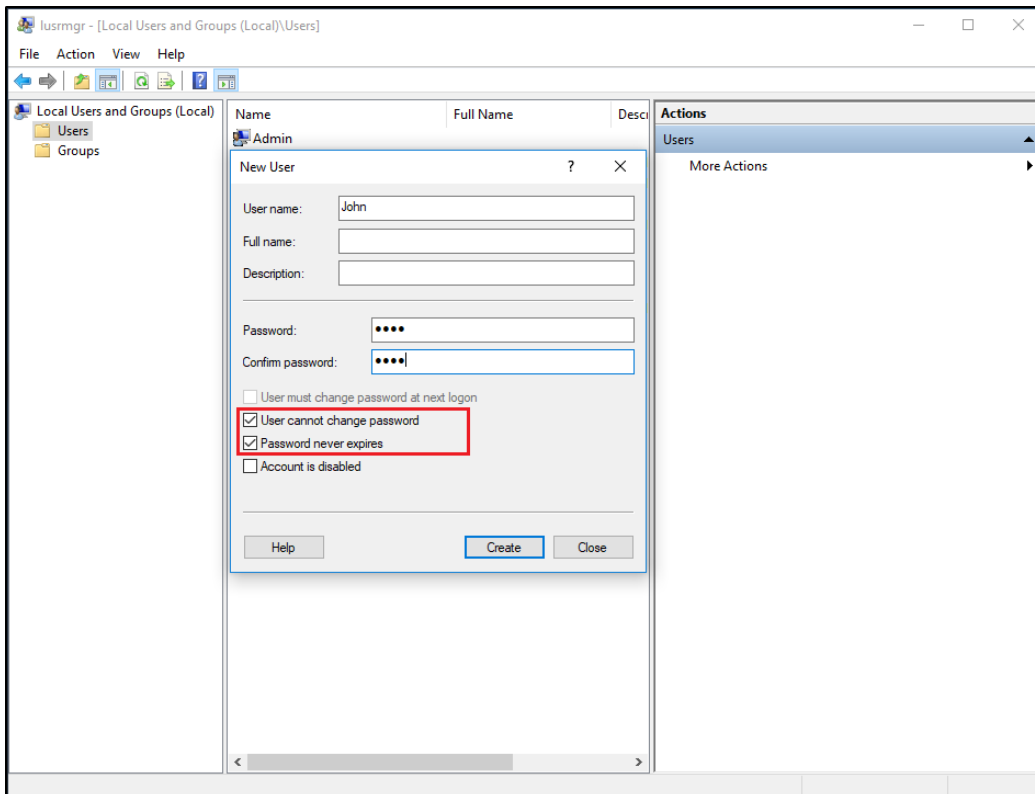 lusrmgr - [Local Users and Groups (Local)\Users]
File Action View Help
Local Users and Groups (Local)
Users
Groups
Name Full Name Descr
Admin
Actions
Users
More Actions
New User ? 
User name: John
Full name:
Description:
Password: ••••
Confirm password: ••••
User must change password at next logon
User cannot change password
Password never expires
Account is disabled
Help Create Close